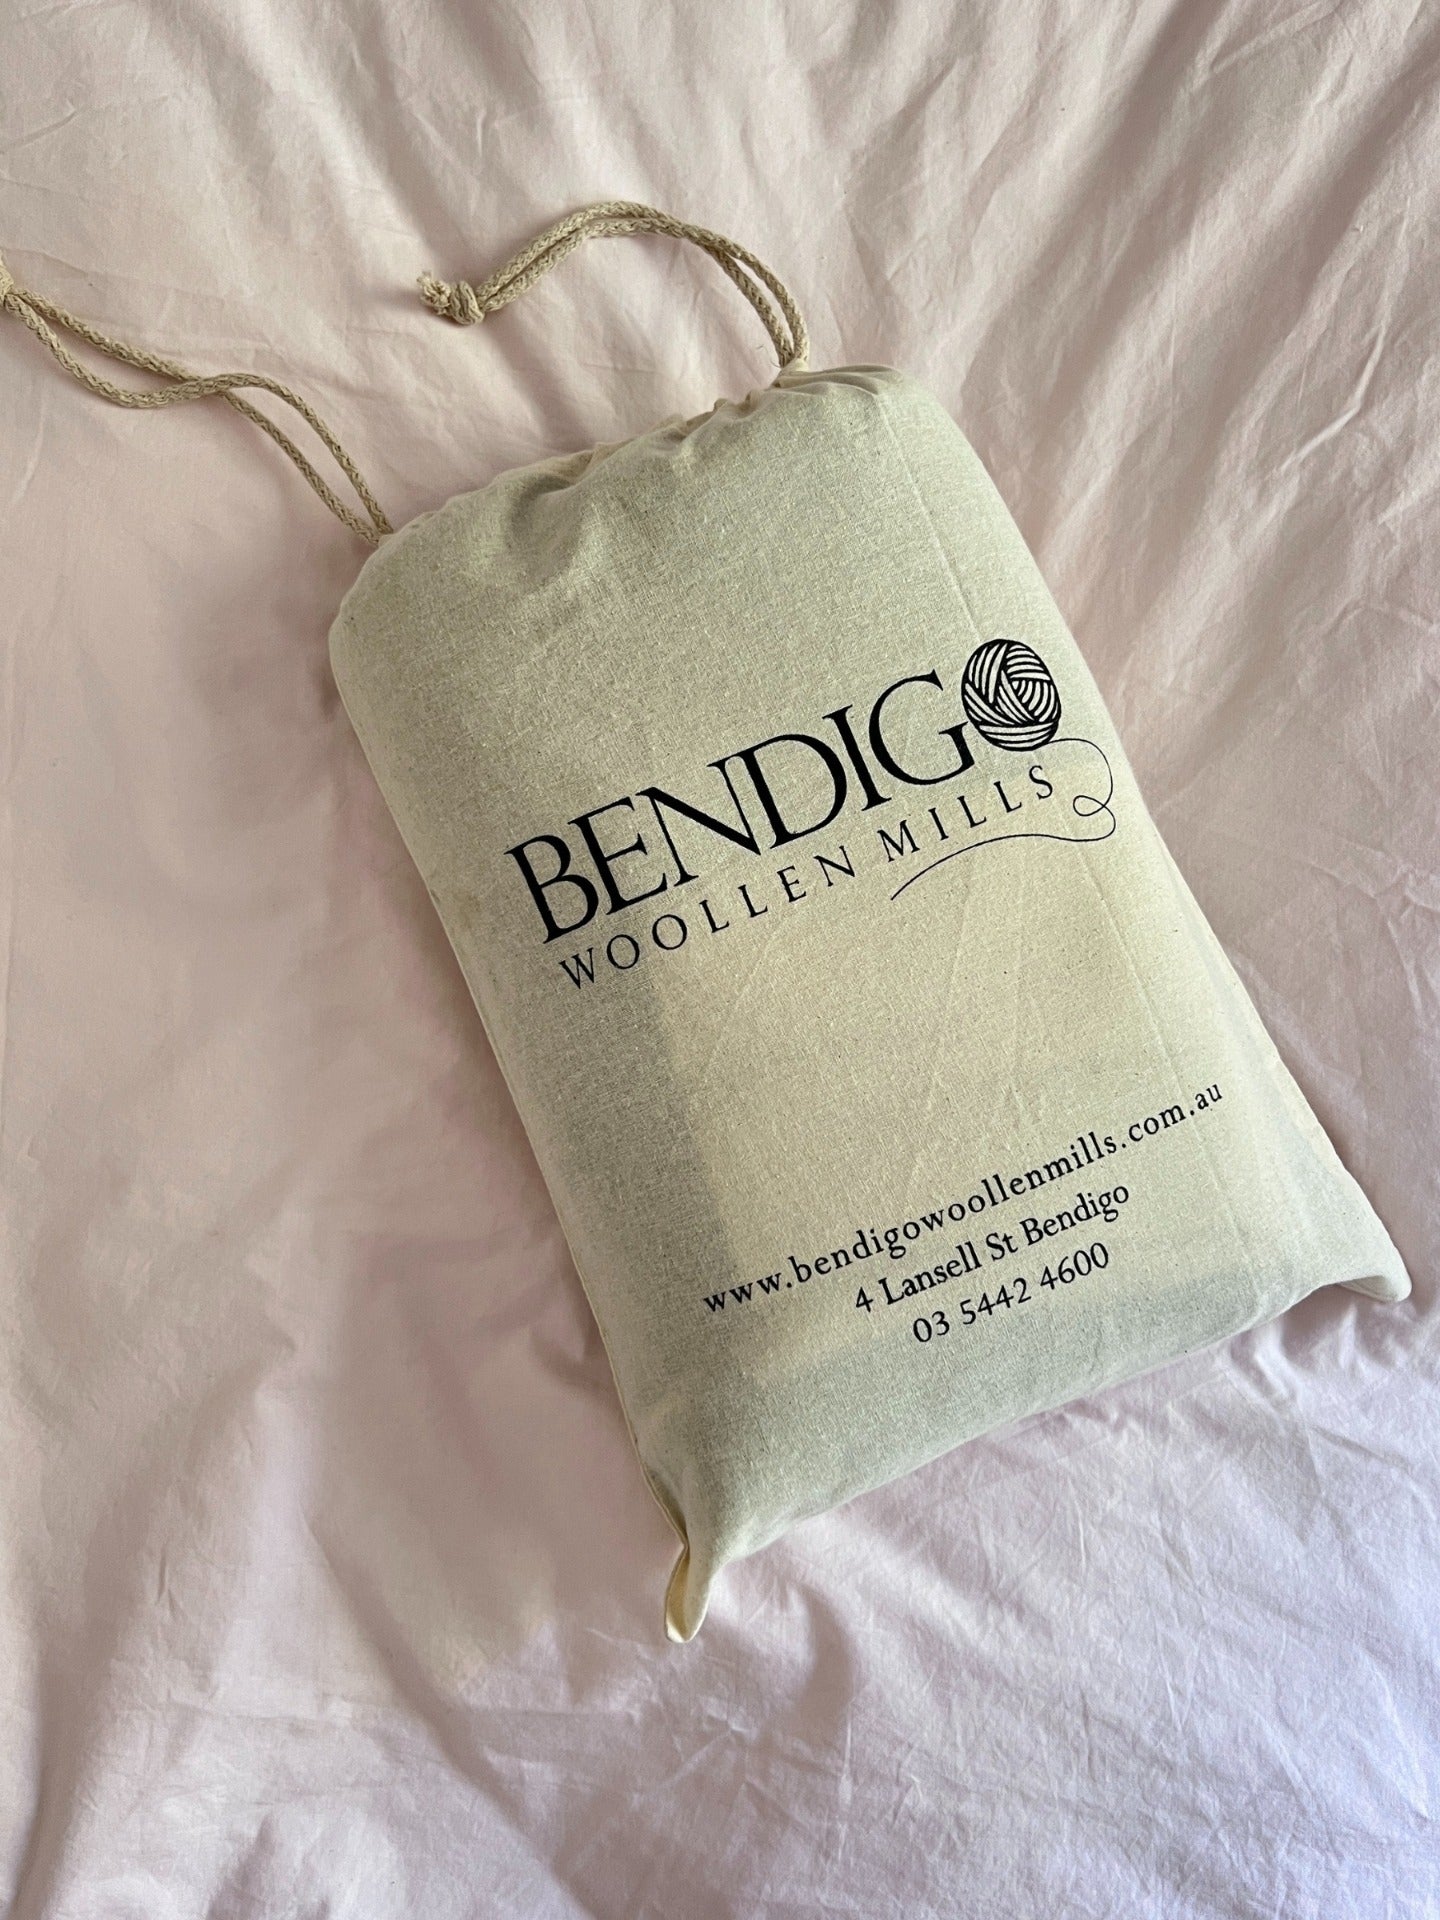 BENDIGO
WOOLLEN MILLS
www.bendigowoollenmills.com.au
4 Lansell St Bendigo
03 5442 4600